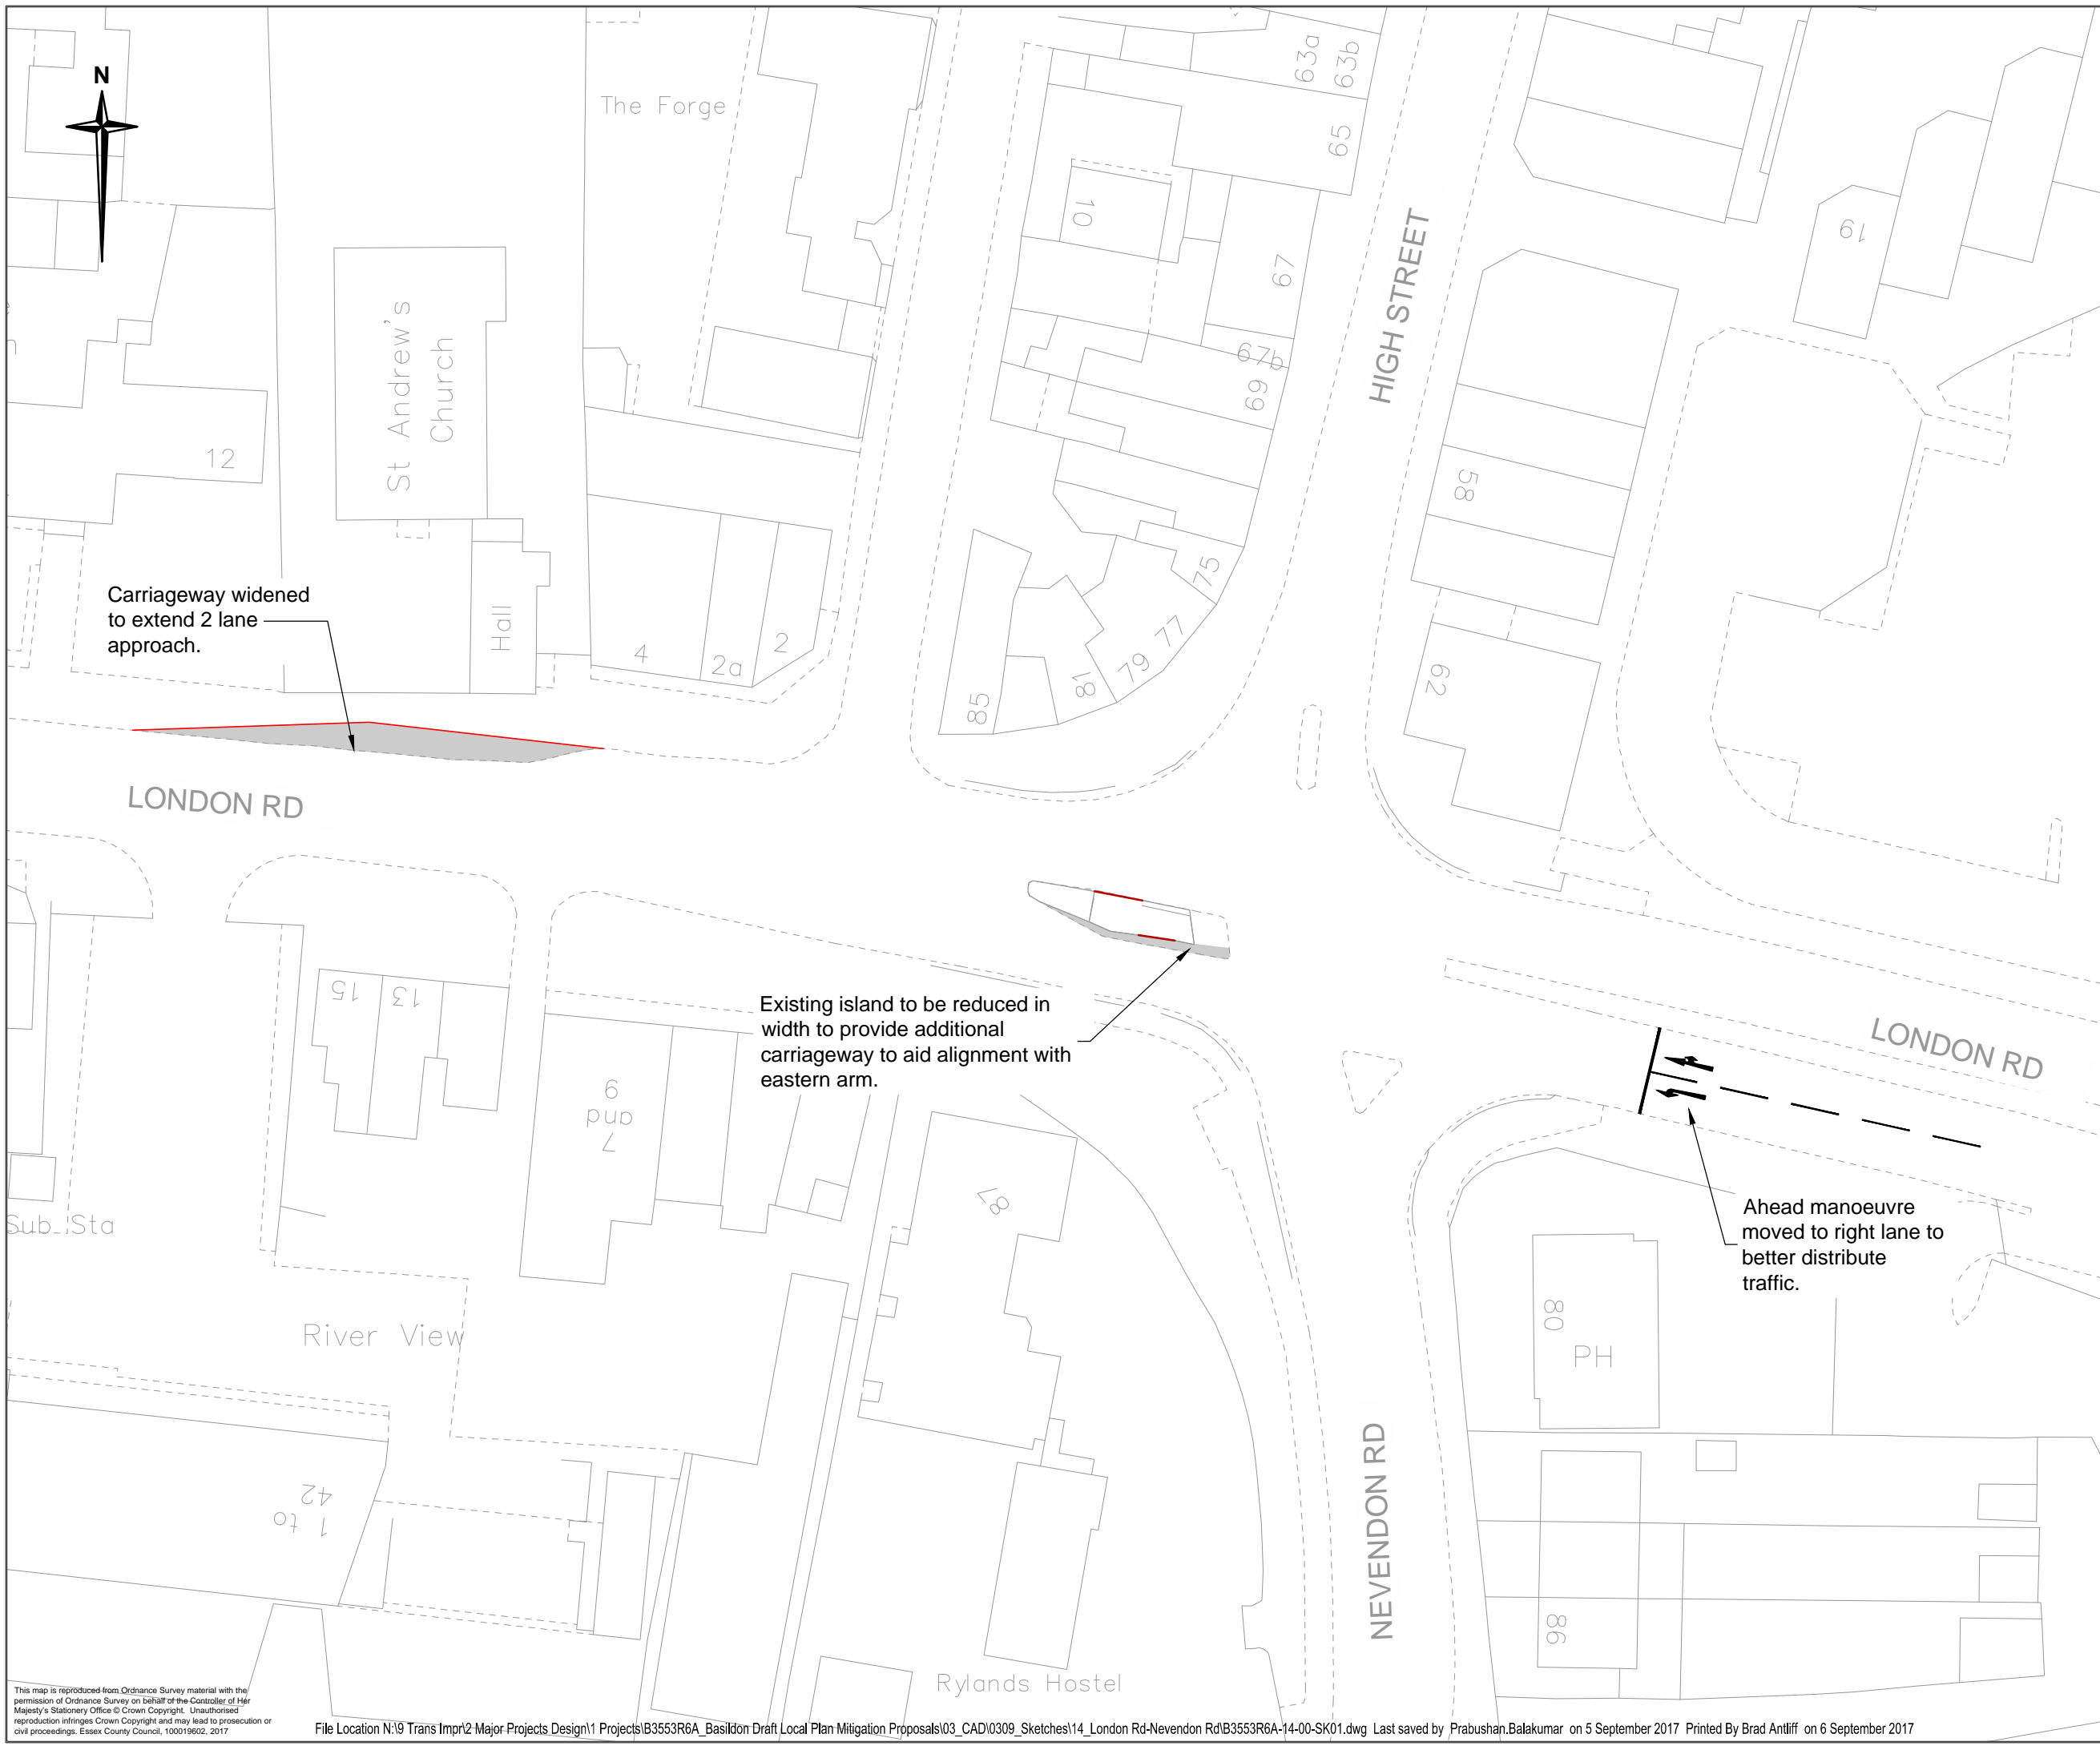 N
The Forge
63a
63b
65
10
67
67b
69
HIGH STREET
19
St Andrew's
Church
12
58
75
77
79
81
85
62
Hall
4
2a
2
Carriageway widened
to extend 2 lane
approach.
LONDON RD
Existing island to be reduced in
width to provide additional
carriageway to aid alignment with
eastern arm.
LONDON RD
15
13
7
and
9
87
Ahead manoeuvre
moved to right lane to
better distribute
traffic.
Sub Sta
River View
80
PH
NEVENDON RD
1 to
42
86
Rylands Hostel
This map is reproduced from Ordnance Survey material with the
permission of Ordnance Survey on behalf of the Controller of Her
Majesty's Stationery Office © Crown Copyright. Unauthorised
reproduction infringes Crown Copyright and may lead to prosecution or
civil proceedings. Essex County Council, 100019602, 2017
File Location N:\9 Trans Impr\2 Major Projects Design\1 Projects\B3553R6A_Basildon Draft Local Plan Mitigation Proposals\03_CAD\0309_Sketches\14_London Rd-Nevendon Rd\B3553R6A-14-00-SK01.dwg Last saved by Prabushan.Balakumar on 5 September 2017 Printed By Brad Antliff on 6 September 2017